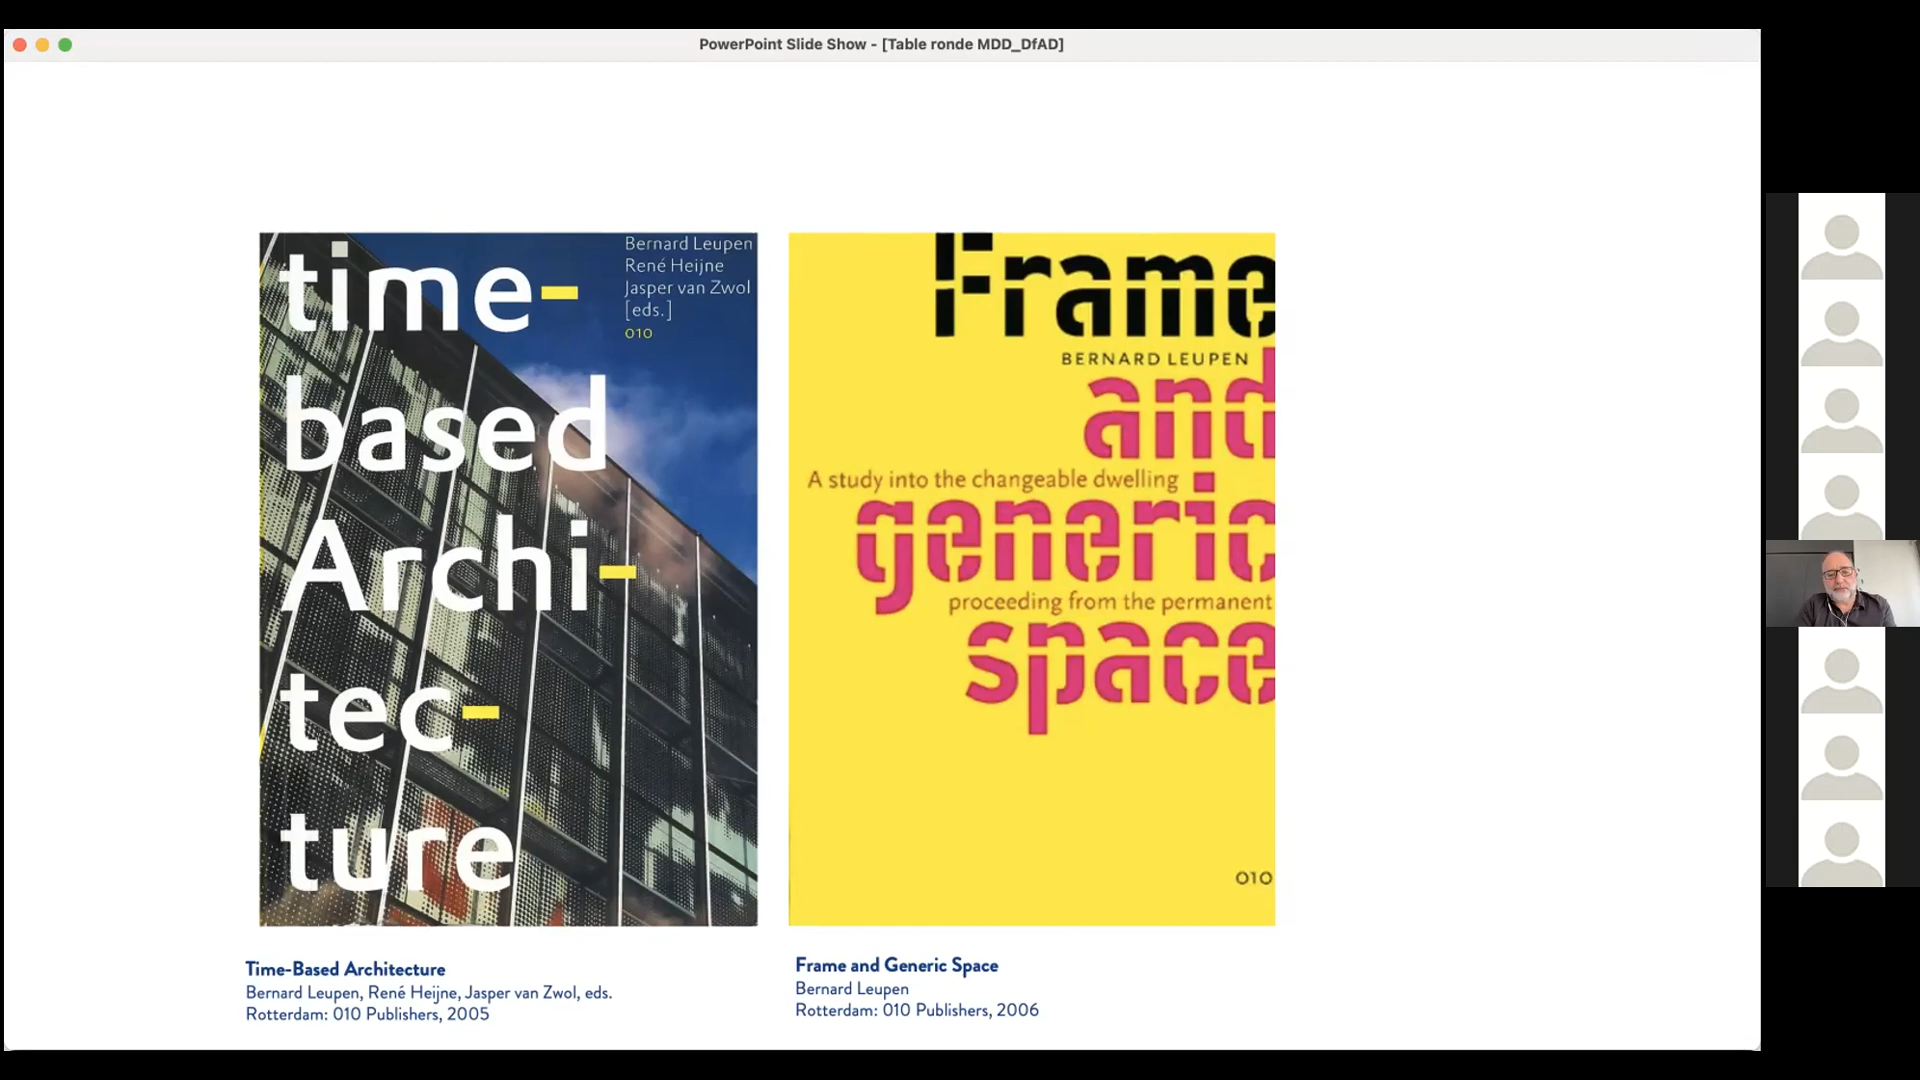 PowerPoint Slide Show - [Table ronde MDD_DfAD]
time-
based
Archi-
tec-
ture
Bernard Leupen
René Heijne
Jasper van Zwol
[eds.]
010
Frame
BERNARD LEUPEN
and
A study into the changeable dwelling
generic
proceeding from the permanent
space
010
Time-Based Architecture
Bernard Leupen, René Heijne, Jasper van Zwol, eds.
Rotterdam: 010 Publishers, 2005
Frame and Generic Space
Bernard Leupen
Rotterdam: 010 Publishers, 2006